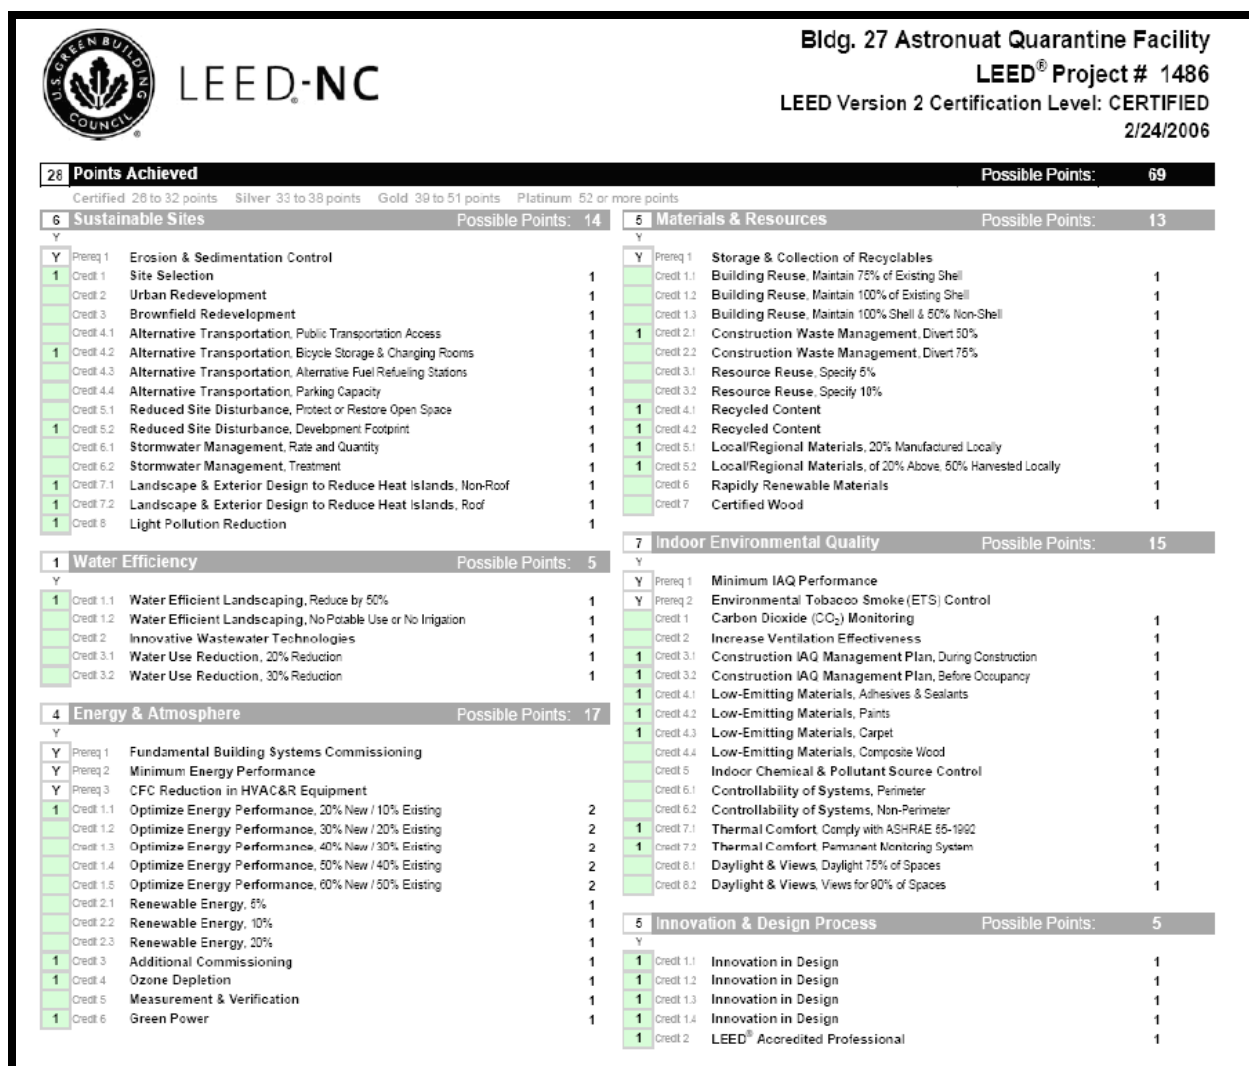 U.S. GREEN BUILDING COUNCIL
LEED-NC
Bldg. 27 Astronuat Quarantine Facility
LEED® Project # 1486
LEED Version 2 Certification Level: CERTIFIED
2/24/2006
28 Points Achieved Possible Points: 69
Certified 26 to 32 points Silver 33 to 38 points Gold 39 to 51 points Platinum 52 or more points
6 Sustainable Sites Possible Points: 14
Y
Y Prereq 1 Erosion & Sedimentation Control
1 Credit 1 Site Selection 1
Credit 2 Urban Redevelopment 1
Credit 3 Brownfield Redevelopment 1
Credit 4.1 Alternative Transportation, Public Transportation Access 1
1 Credit 4.2 Alternative Transportation, Bicycle Storage & Changing Rooms 1
Credit 4.3 Alternative Transportation, Alternative Fuel Refueling Stations 1
Credit 4.4 Alternative Transportation, Parking Capacity 1
Credit 5.1 Reduced Site Disturbance, Protect or Restore Open Space 1
1 Credit 5.2 Reduced Site Disturbance, Development Footprint 1
Credit 6.1 Stormwater Management, Rate and Quantity 1
Credit 6.2 Stormwater Management, Treatment 1
1 Credit 7.1 Landscape & Exterior Design to Reduce Heat Islands, Non-Roof 1
1 Credit 7.2 Landscape & Exterior Design to Reduce Heat Islands, Roof 1
1 Credit 8 Light Pollution Reduction 1
1 Water Efficiency Possible Points: 5
Y
1 Credit 1.1 Water Efficient Landscaping, Reduce by 50% 1
Credit 1.2 Water Efficient Landscaping, No Potable Use or No Irrigation 1
Credit 2 Innovative Wastewater Technologies 1
Credit 3.1 Water Use Reduction, 20% Reduction 1
Credit 3.2 Water Use Reduction, 30% Reduction 1
4 Energy & Atmosphere Possible Points: 17
Y
Y Prereq 1 Fundamental Building Systems Commissioning
Y Prereq 2 Minimum Energy Performance
Y Prereq 3 CFC Reduction in HVAC&R Equipment
1 Credit 1.1 Optimize Energy Performance, 20% New / 10% Existing 2
Credit 1.2 Optimize Energy Performance, 30% New / 20% Existing 2
Credit 1.3 Optimize Energy Performance, 40% New / 30% Existing 2
Credit 1.4 Optimize Energy Performance, 50% New / 40% Existing 2
Credit 1.5 Optimize Energy Performance, 60% New / 50% Existing 2
Credit 2.1 Renewable Energy, 5% 1
Credit 2.2 Renewable Energy, 10% 1
Credit 2.3 Renewable Energy, 20% 1
1 Credit 3 Additional Commissioning 1
1 Credit 4 Ozone Depletion 1
Credit 5 Measurement & Verification 1
1 Credit 6 Green Power 1
5 Materials & Resources Possible Points: 13
Y
Y Prereq 1 Storage & Collection of Recyclables
Credit 1.1 Building Reuse, Maintain 75% of Existing Shell 1
Credit 1.2 Building Reuse, Maintain 100% of Existing Shell 1
Credit 1.3 Building Reuse, Maintain 100% Shell & 50% Non-Shell 1
1 Credit 2.1 Construction Waste Management, Divert 50% 1
Credit 2.2 Construction Waste Management, Divert 75% 1
Credit 3.1 Resource Reuse, Specify 5% 1
Credit 3.2 Resource Reuse, Specify 10% 1
1 Credit 4.1 Recycled Content 1
1 Credit 4.2 Recycled Content 1
1 Credit 5.1 Local/Regional Materials, 20% Manufactured Locally 1
1 Credit 5.2 Local/Regional Materials, of 20% Above, 50% Harvested Locally 1
Credit 6 Rapidly Renewable Materials 1
Credit 7 Certified Wood 1
7 Indoor Environmental Quality Possible Points: 15
Y
Y Prereq 1 Minimum IAQ Performance
Y Prereq 2 Environmental Tobacco Smoke (ETS) Control
Credit 1 Carbon Dioxide (CO₂) Monitoring 1
Credit 2 Increase Ventilation Effectiveness 1
1 Credit 3.1 Construction IAQ Management Plan, During Construction 1
1 Credit 3.2 Construction IAQ Management Plan, Before Occupancy 1
1 Credit 4.1 Low-Emitting Materials, Adhesives & Sealants 1
1 Credit 4.2 Low-Emitting Materials, Paints 1
1 Credit 4.3 Low-Emitting Materials, Carpet 1
Credit 4.4 Low-Emitting Materials, Composite Wood 1
Credit 5 Indoor Chemical & Pollutant Source Control 1
Credit 6.1 Controllability of Systems, Perimeter 1
Credit 6.2 Controllability of Systems, Non-Perimeter 1
1 Credit 7.1 Thermal Comfort, Comply with ASHRAE 55-1992 1
1 Credit 7.2 Thermal Comfort, Permanent Monitoring System 1
Credit 8.1 Daylight & Views, Daylight 75% of Spaces 1
Credit 8.2 Daylight & Views, Views for 90% of Spaces 1
5 Innovation & Design Process Possible Points: 5
Y
1 Credit 1.1 Innovation in Design 1
1 Credit 1.2 Innovation in Design 1
1 Credit 1.3 Innovation in Design 1
1 Credit 1.4 Innovation in Design 1
1 Credit 2 LEED® Accredited Professional 1